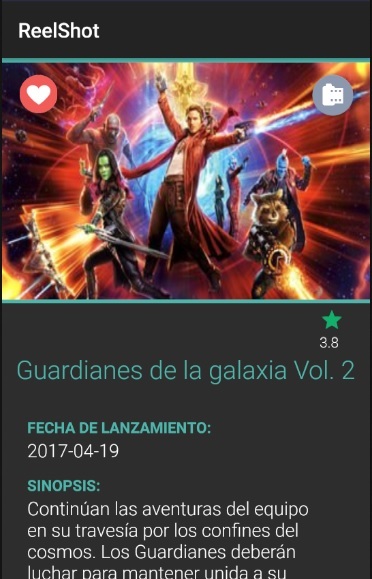 ReelShot
3.8
Guardianes de la galaxia Vol. 2
FECHA DE LANZAMIENTO:
2017-04-19
SINOPSIS:
Continúan las aventuras del equipo
en su travesía por los confines del
cosmos. Los Guardianes deberán
luchar para mantener unida a su